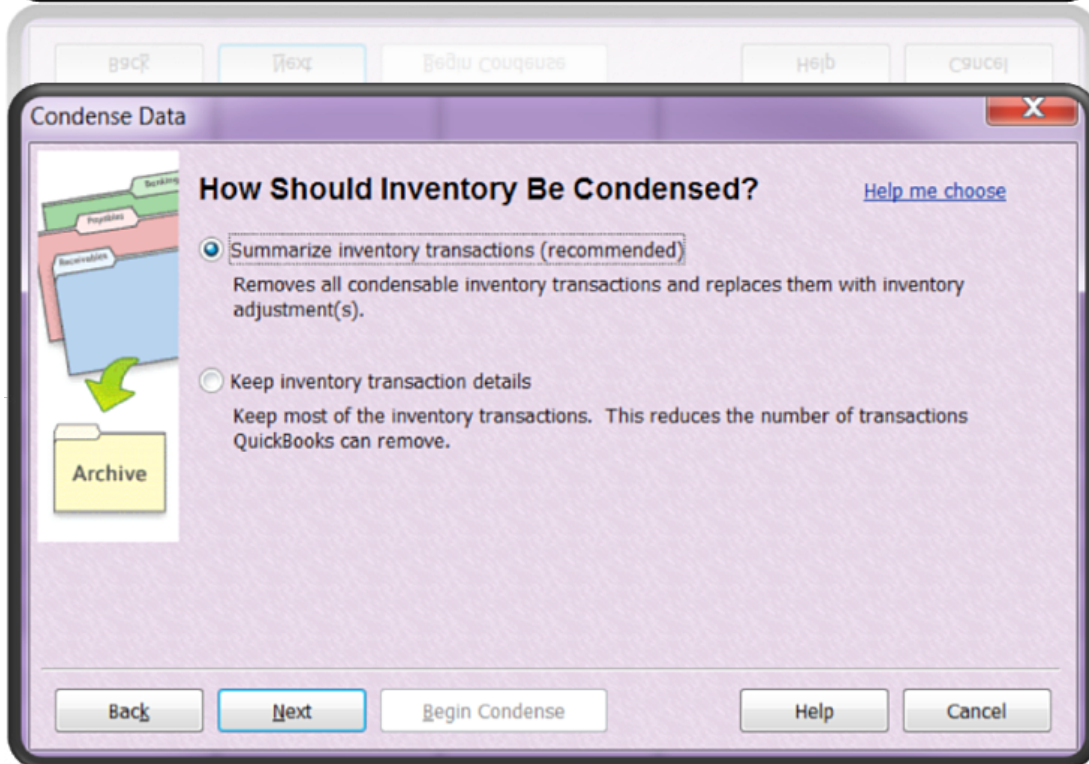 Back Next Begin Condense Help Cancel
Condense Data
How Should Inventory Be Condensed? Help me choose
Banking
Payables
Receivables
Summarize inventory transactions (recommended)
Removes all condensable inventory transactions and replaces them with inventory
adjustment(s).
Keep inventory transaction details
Keep most of the inventory transactions. This reduces the number of transactions
QuickBooks can remove.
Archive
Back Next Begin Condense Help Cancel